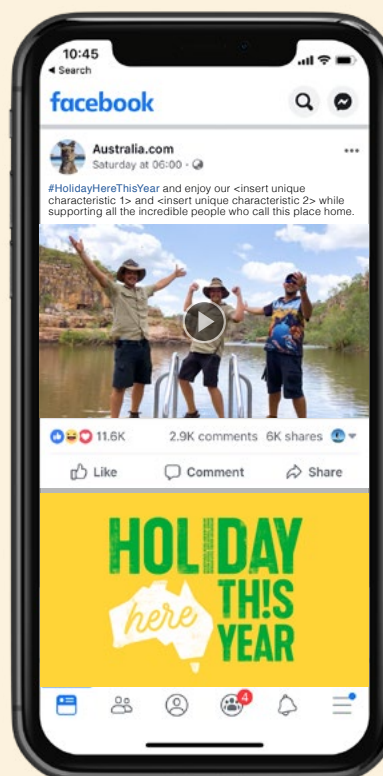 10:45
Search
facebook
Australia.com
Saturday at 06:00
#HolidayHereThisYear and enjoy our <insert unique
characteristic 1> and <insert unique characteristic 2> while
supporting all the incredible people who call this place home.
11.6K 2.9K comments 6K shares
Like Comment Share
HOLIDAY
here TH!S
YEAR
4